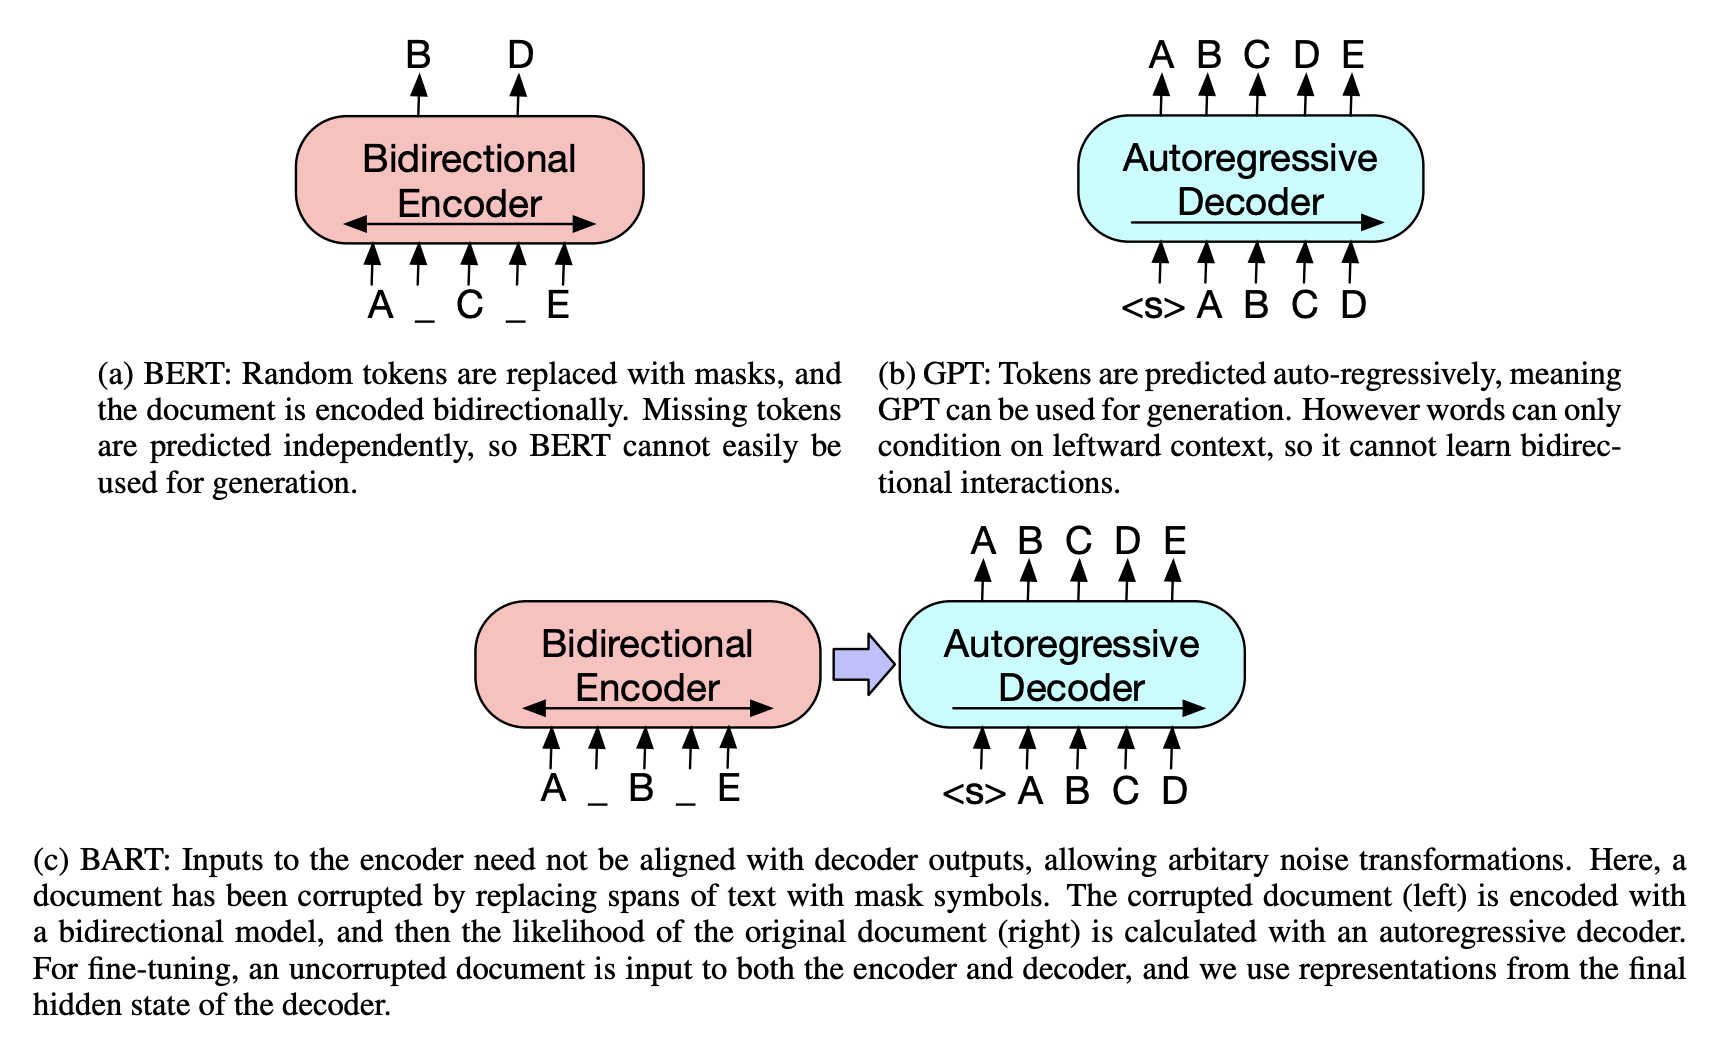 B D
Bidirectional
Encoder
A _ C _ E
(a) BERT: Random tokens are replaced with masks, and
the document is encoded bidirectionally. Missing tokens
are predicted independently, so BERT cannot easily be
used for generation.
A B C D E
Autoregressive
Decoder
<s> A B C D
(b) GPT: Tokens are predicted auto-regressively, meaning
GPT can be used for generation. However words can only
condition on leftward context, so it cannot learn bidirec-
tional interactions.
Bidirectional
Encoder
A _ B _ E
A B C D E
Autoregressive
Decoder
<s> A B C D
(c) BART: Inputs to the encoder need not be aligned with decoder outputs, allowing arbitary noise transformations. Here, a
document has been corrupted by replacing spans of text with mask symbols. The corrupted document (left) is encoded with
a bidirectional model, and then the likelihood of the original document (right) is calculated with an autoregressive decoder.
For fine-tuning, an uncorrupted document is input to both the encoder and decoder, and we use representations from the final
hidden state of the decoder.